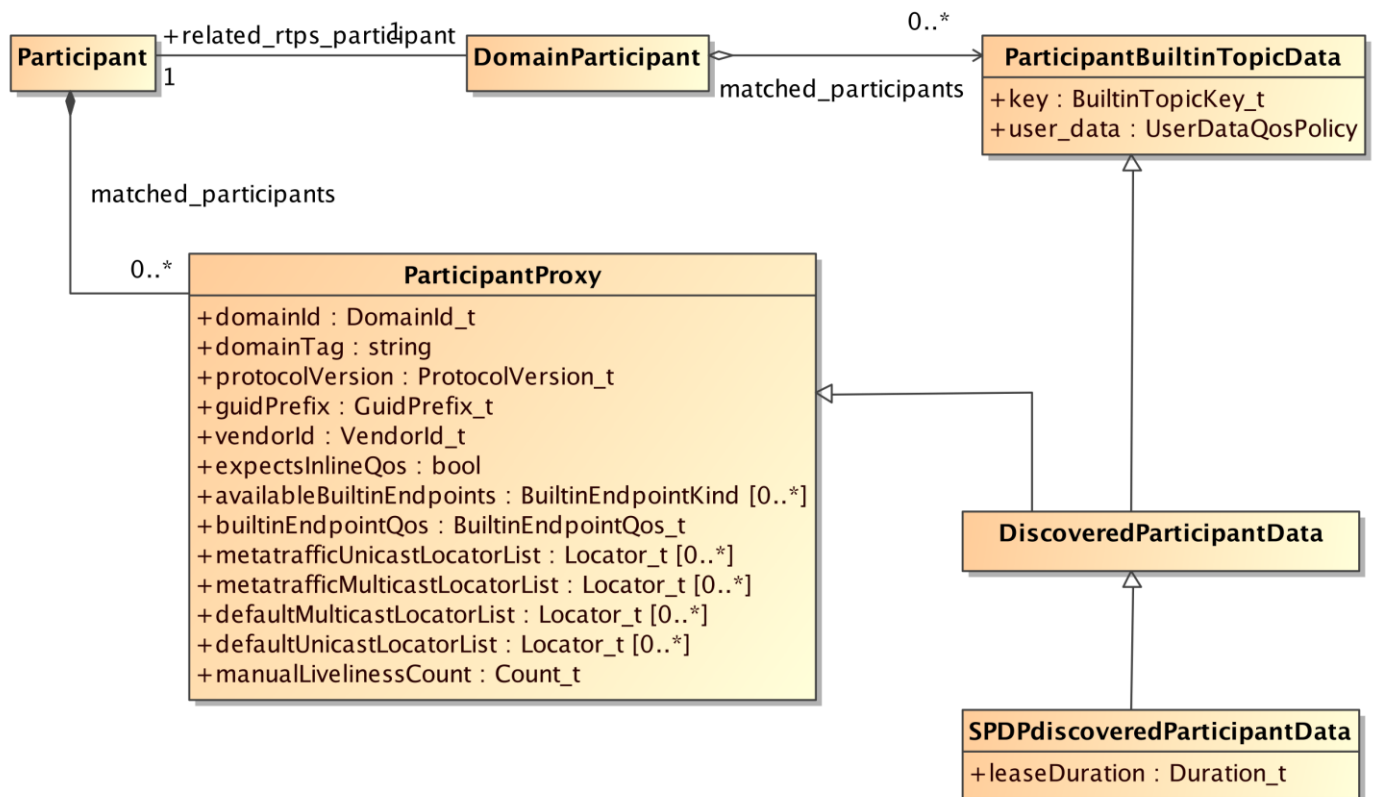 0..*
+related_rtps_participant
1
Participant
1
DomainParticipant
matched_participants
ParticipantBuiltinTopicData
+key : BuiltinTopicKey_t
+user_data : UserDataQosPolicy
matched_participants
0..*
ParticipantProxy
+domainId : DomainId_t
+domainTag : string
+protocolVersion : ProtocolVersion_t
+guidPrefix : GuidPrefix_t
+vendorId : VendorId_t
+expectsInlineQos : bool
+availableBuiltinEndpoints : BuiltinEndpointKind [0..*]
+builtinEndpointQos : BuiltinEndpointQos_t
+metatrafficUnicastLocatorList : Locator_t [0..*]
+metatrafficMulticastLocatorList : Locator_t [0..*]
+defaultMulticastLocatorList : Locator_t [0..*]
+defaultUnicastLocatorList : Locator_t [0..*]
+manualLivelinessCount : Count_t
DiscoveredParticipantData
SPDPdiscoveredParticipantData
+leaseDuration : Duration_t